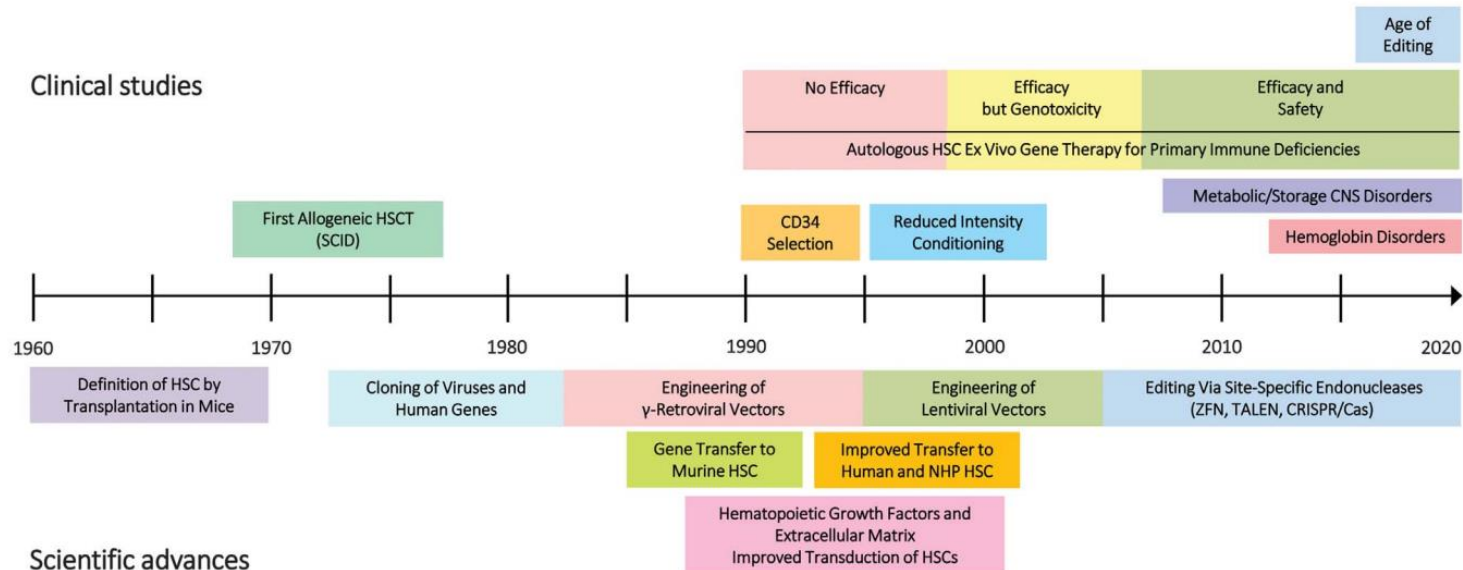 Age of
Editing
Clinical studies
No Efficacy
Efficacy
but Genotoxicity
Efficacy and
Safety
Autologous HSC Ex Vivo Gene Therapy for Primary Immune Deficiencies
Metabolic/Storage CNS Disorders
First Allogeneic HSCT
(SCID)
CD34
Selection
Reduced Intensity
Conditioning
Hemoglobin Disorders
1960
1970
1980
1990
2000
2010
2020
Definition of HSC by
Transplantation in Mice
Cloning of Viruses and
Human Genes
Engineering of
γ-Retroviral Vectors
Engineering of
Lentiviral Vectors
Editing Via Site-Specific Endonucleases
(ZFN, TALEN, CRISPR/Cas)
Gene Transfer to
Murine HSC
Improved Transfer to
Human and NHP HSC
Hematopoietic Growth Factors and
Extracellular Matrix
Improved Transduction of HSCs
Scientific advances